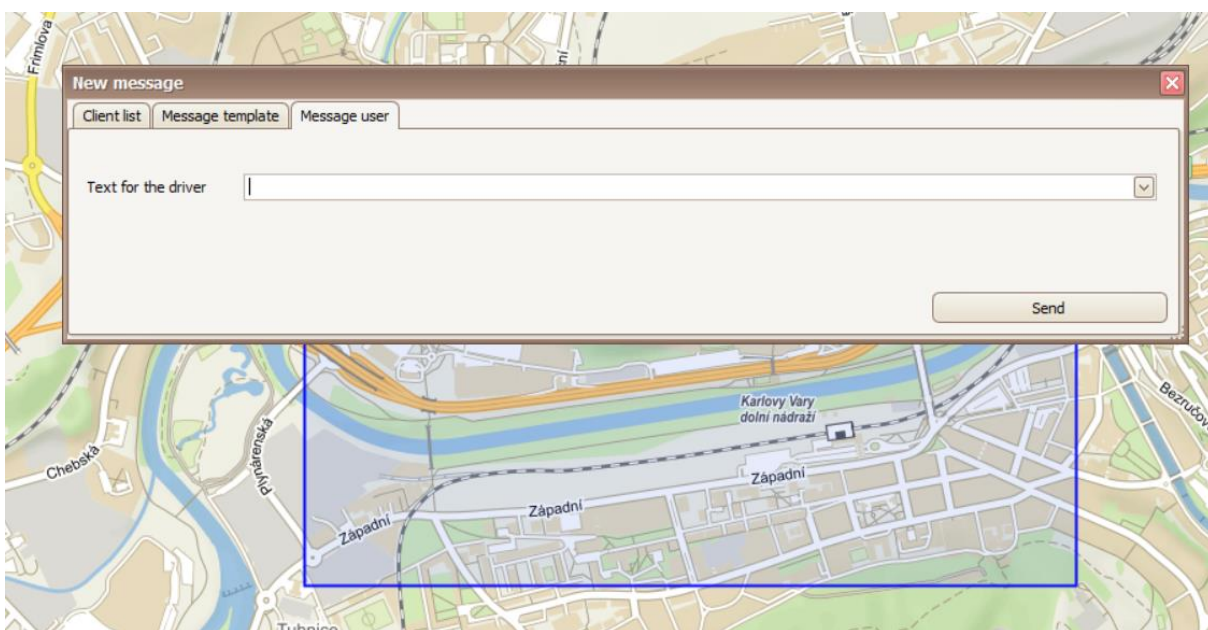 Frimlova
ní
New message
Client list Message template Message user
Text for the driver
Send
Karlovy Vary
dolní nádraží
Chebská
Plynárenská
Západní
Západní
Západní